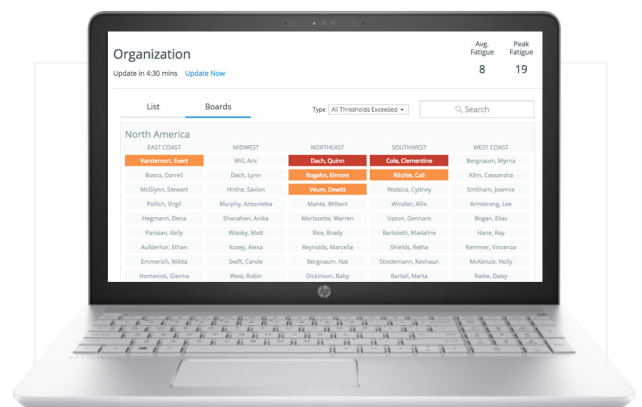 Organization
Avg. Fatigue Peak Fatigue
8 19
Update in 4:30 mins Update Now
List Boards Type All Thresholds Exceeded Search
North America
EAST COAST MIDWEST NORTHEAST SOUTHWEST WEST COAST
Vandervort, Evert Will, Aric Dach, Quinn Cole, Clementine Bergnaum, Myrna
Bosco, Darrell Dach, Lynn Rogahn, Elmore Ritchie, Cali Kihn, Cassandra
McGlynn, Stewart Hirthe, Savion Veum, Dewitt Watsica, Cydney Smitham, Joannie
Pollich, Virgil Murphy, Antonietta Mante, Wilbert Windler, Allie Armstrong, Lee
Hegmann, Dena Shanahan, Anika Morissette, Warren Upton, Gennaro Bogan, Elias
Parisian, Kelly Wisoky, Matt Rice, Brady Bartoletti, Madaline Hane, Ray
Aufderhar, Ethan Kozey, Alexa Reynolds, Marcella Shields, Retha Kemmer, Vincenza
Emmerich, Nikita Swift, Carole Bergnaum, Nat Stiedemann, Keshaun McKenzie, Holly
Homenick, Gienna West, Robin Dickinson, Baby Bartell, Marta Ratke, Daisy
hp